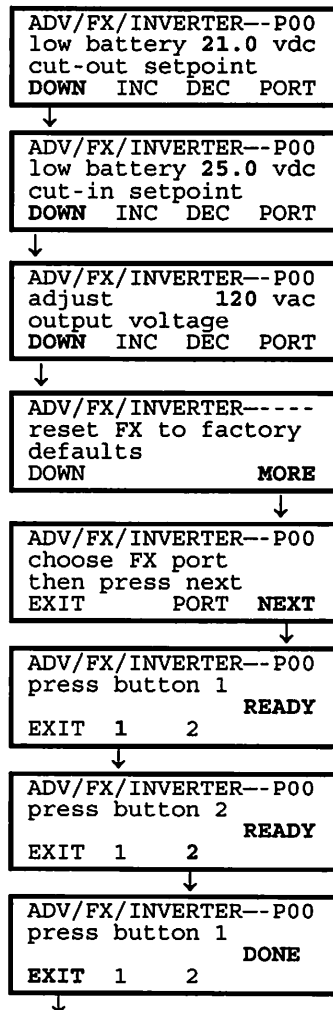 ADV/FX/INVERTER---P00
low battery 21.0 vdc
cut-out setpoint
DOWN INC DEC PORT
ADV/FX/INVERTER---P00
low battery 25.0 vdc
cut-in setpoint
DOWN INC DEC PORT
ADV/FX/INVERTER---P00
adjust 120 vac
output voltage
DOWN INC DEC PORT
ADV/FX/INVERTER-----
reset FX to factory
defaults
DOWN MORE
ADV/FX/INVERTER---P00
choose FX port
then press next
EXIT PORT NEXT
ADV/FX/INVERTER---P00
press button 1
READY
EXIT 1 2
ADV/FX/INVERTER---P00
press button 2
READY
EXIT 1 2
ADV/FX/INVERTER---P00
press button 1
DONE
EXIT 1 2